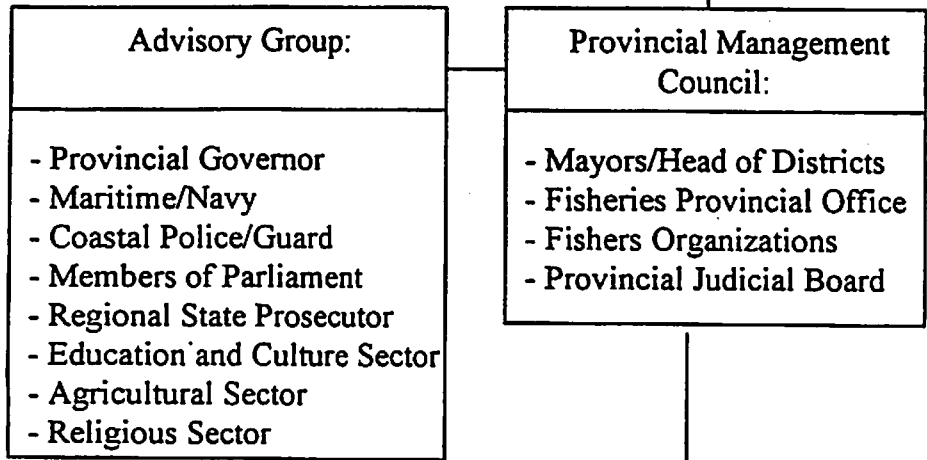 Advisory Group:
- Provincial Governor
- Maritime/Navy
- Coastal Police/Guard
- Members of Parliament
- Regional State Prosecutor
- Education and Culture Sector
- Agricultural Sector
- Religious Sector
Provincial Management
Council:
- Mayors/Head of Districts
- Fisheries Provincial Office
- Fishers Organizations
- Provincial Judicial Board